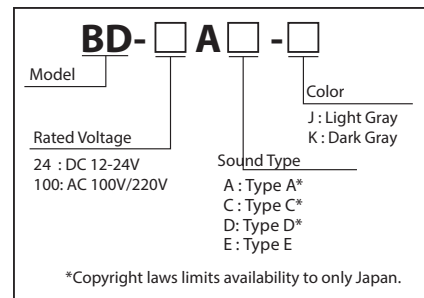 BD-□A□-□
Model
Color
J : Light Gray
K : Dark Gray
Rated Voltage
24 : DC 12-24V
100: AC 100V/220V
Sound Type
A : Type A*
C : Type C*
D: Type D*
E : Type E
*Copyright laws limits availability to only Japan.